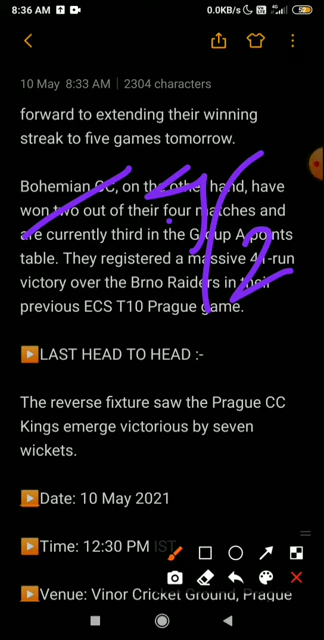 8:36 AM 0.0KB/s 4G 52
10 May 8:33 AM | 2304 characters
forward to extending their winning
streak to five games tomorrow.
Bohemian CC, on the other hand, have
won two out of their four matches and
are currently third in the Group A points
table. They registered a massive 41-run
victory over the Brno Raiders in their
previous ECS T10 Prague game.
▶LAST HEAD TO HEAD :-
The reverse fixture saw the Prague CC
Kings emerge victorious by seven
wickets.
▶Date: 10 May 2021
▶Time: 12:30 PM IST
▶Venue: Vinor Cricket Ground, Prague